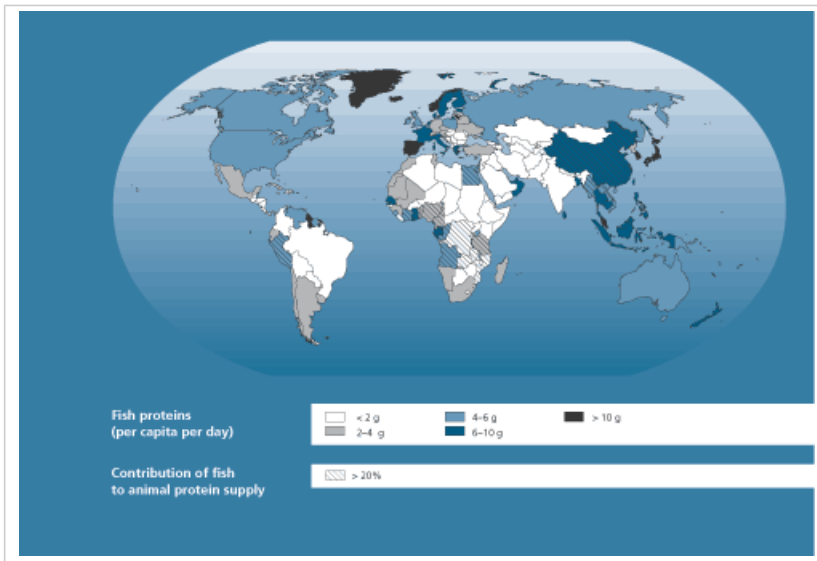 Fish proteins
(per capita per day)
< 2 g
4–6 g
> 10 g
2–4 g
6–10 g
Contribution of fish
to animal protein supply
> 20%